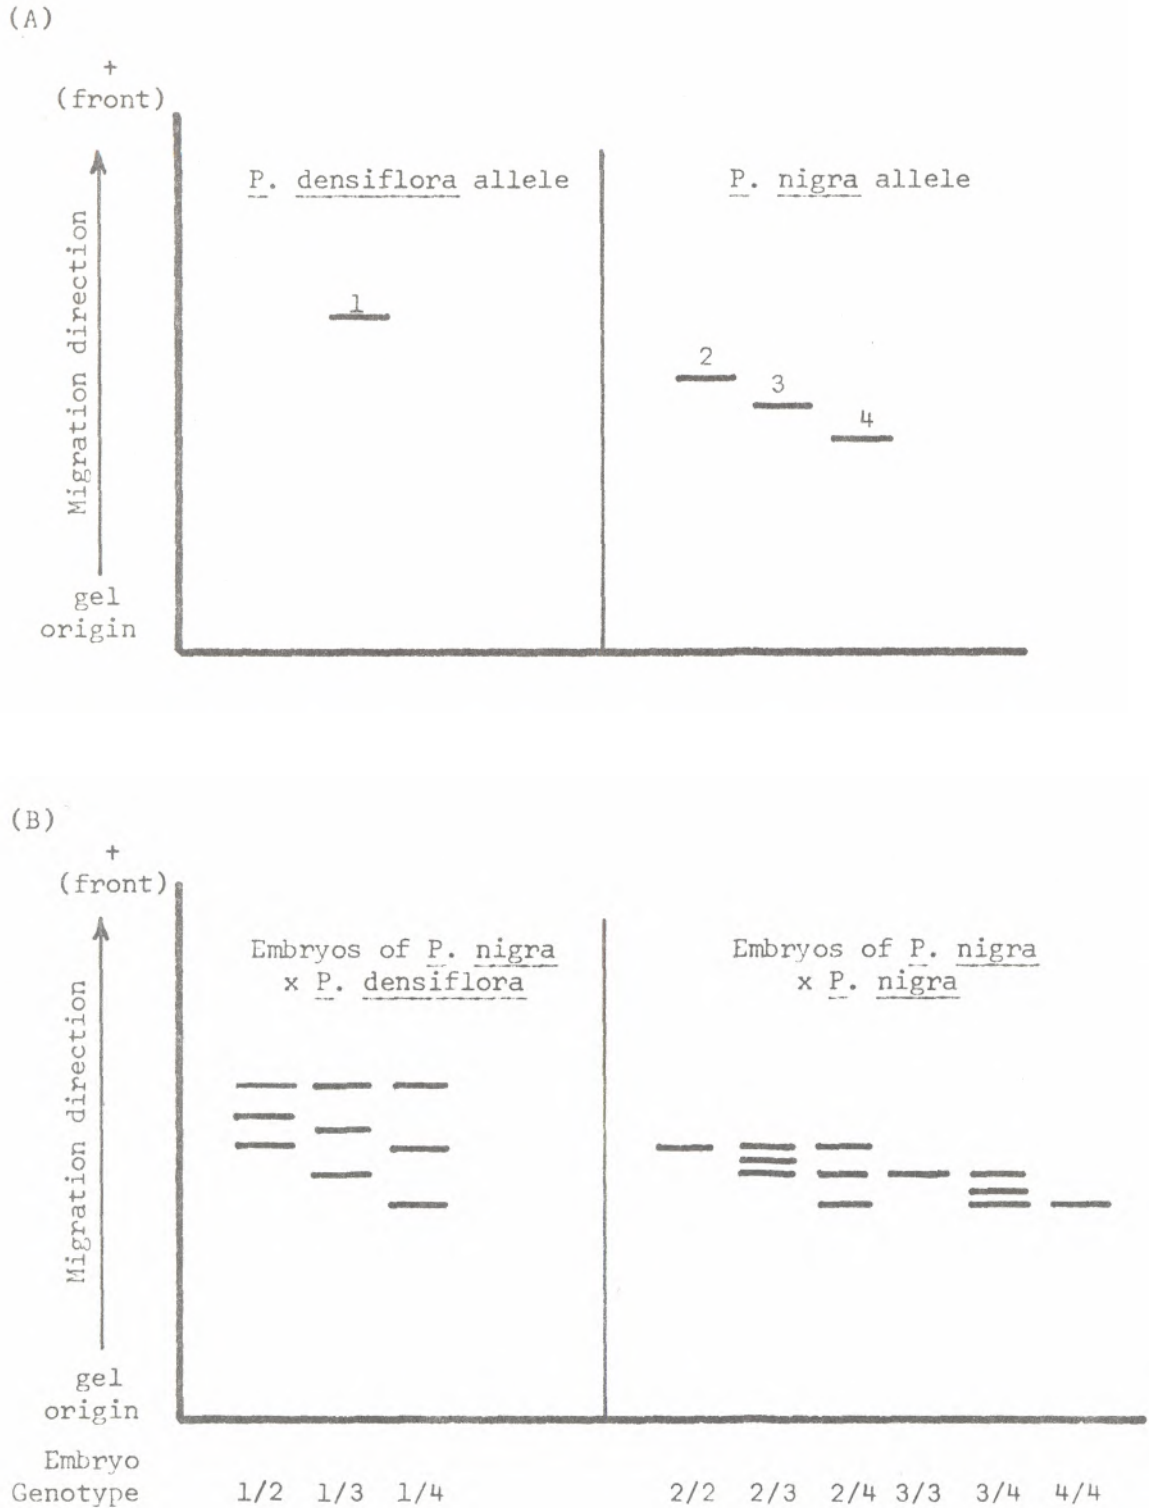 (A)
+
(front)
P. densiflora allele
P. nigra allele
1
2
3
4
Migration direction
gel
origin
(B)
+
(front)
Embryos of P. nigra
x P. densiflora
Embryos of P. nigra
x P. nigra
Migration direction
gel
origin
Embryo
Genotype 1/2 1/3 1/4 2/2 2/3 2/4 3/3 3/4 4/4